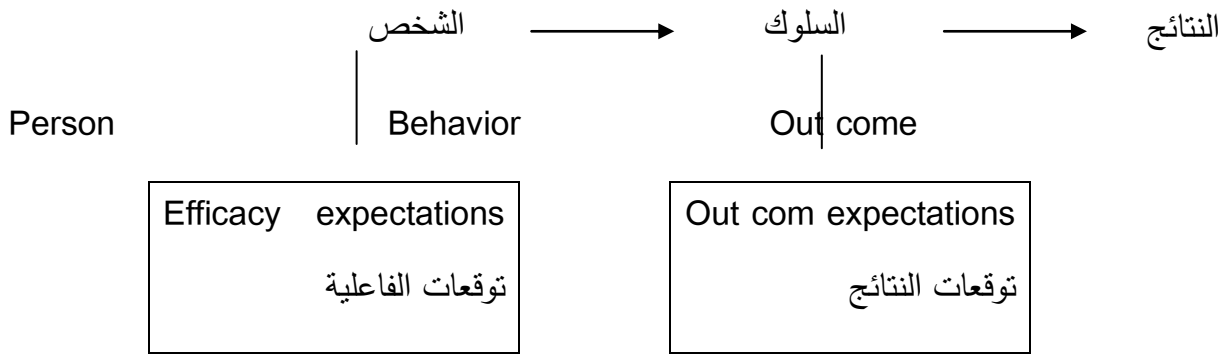 الشخص السلوك النتائج
Person Behavior Out come
Efficacy expectations
توقعات الفاعلية
Out com expectations
توقعات النتائج